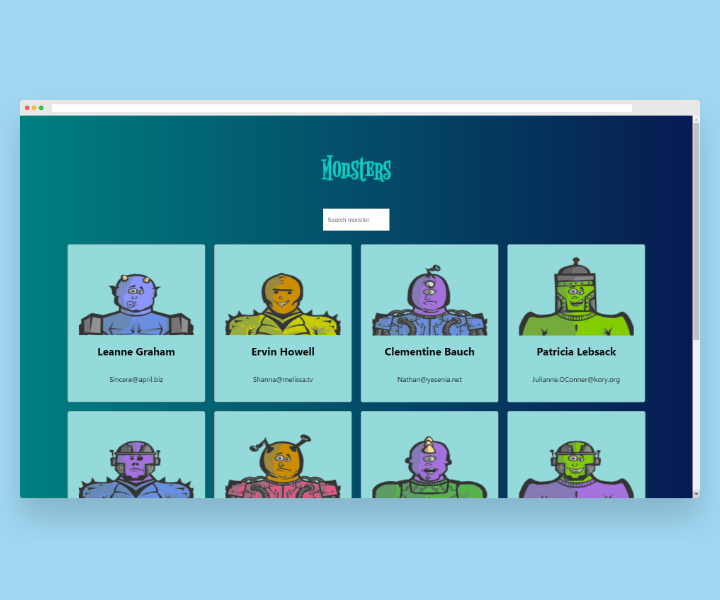 Monsters
Search monster
Leanne Graham
Ervin Howell
Clementine Bauch
Patricia Lebsack
Sincere@april.biz
Shanna@melissa.tv
Nathan@yesenia.net
Julianne.OConner@kory.org